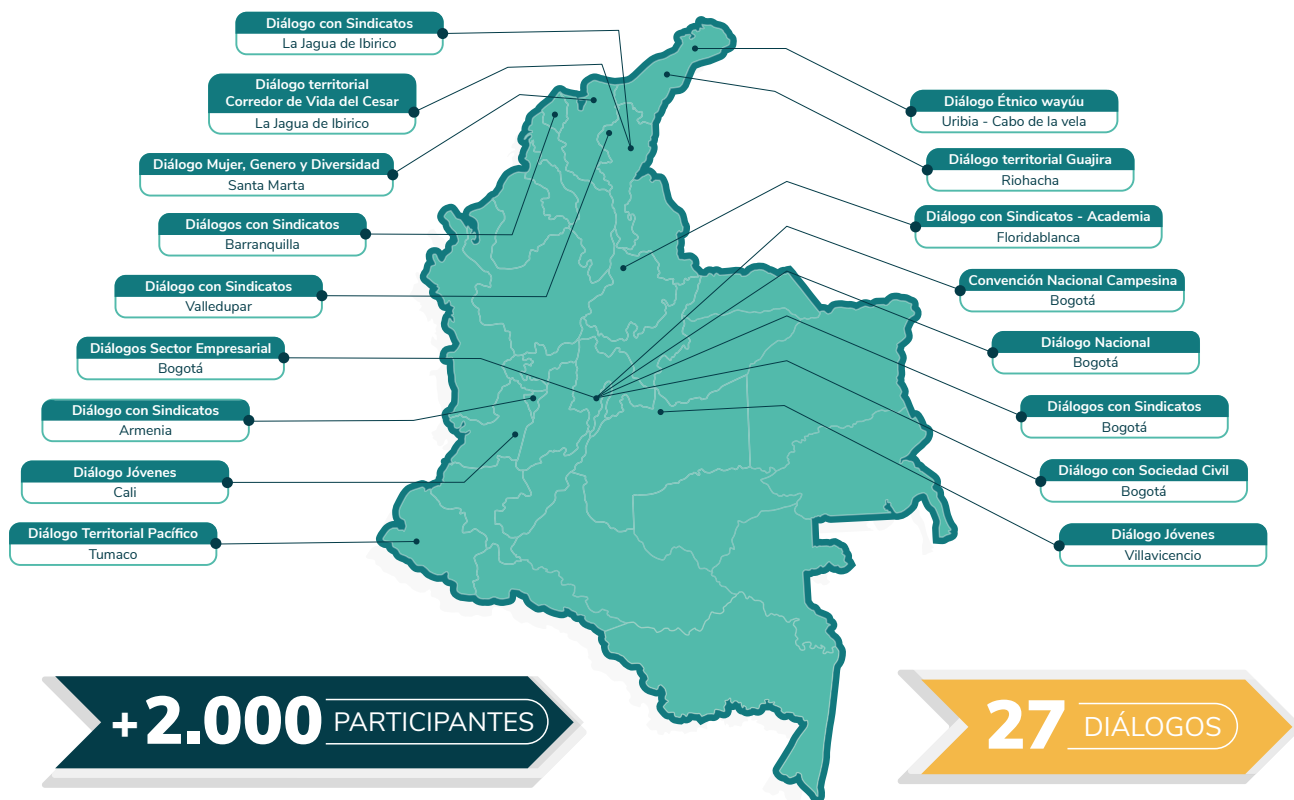 Diálogo con Sindicatos
La Jagua de Ibirico
Diálogo territorial
Corredor de Vida del Cesar
La Jagua de Ibirico
Diálogo Mujer, Genero y Diversidad
Santa Marta
Diálogos con Sindicatos
Barranquilla
Diálogo con Sindicatos
Valledupar
Diálogos Sector Empresarial
Bogotá
Diálogo con Sindicatos
Armenia
Diálogo Jóvenes
Cali
Diálogo Territorial Pacífico
Tumaco
Diálogo Étnico wayúu
Uribia - Cabo de la vela
Diálogo territorial Guajira
Riohacha
Diálogo con Sindicatos - Academia
Floridablanca
Convención Nacional Campesina
Bogotá
Diálogo Nacional
Bogotá
Diálogos con Sindicatos
Bogotá
Diálogo con Sociedad Civil
Bogotá
Diálogo Jóvenes
Villavicencio
+2.000 PARTICIPANTES
27 DIÁLOGOS